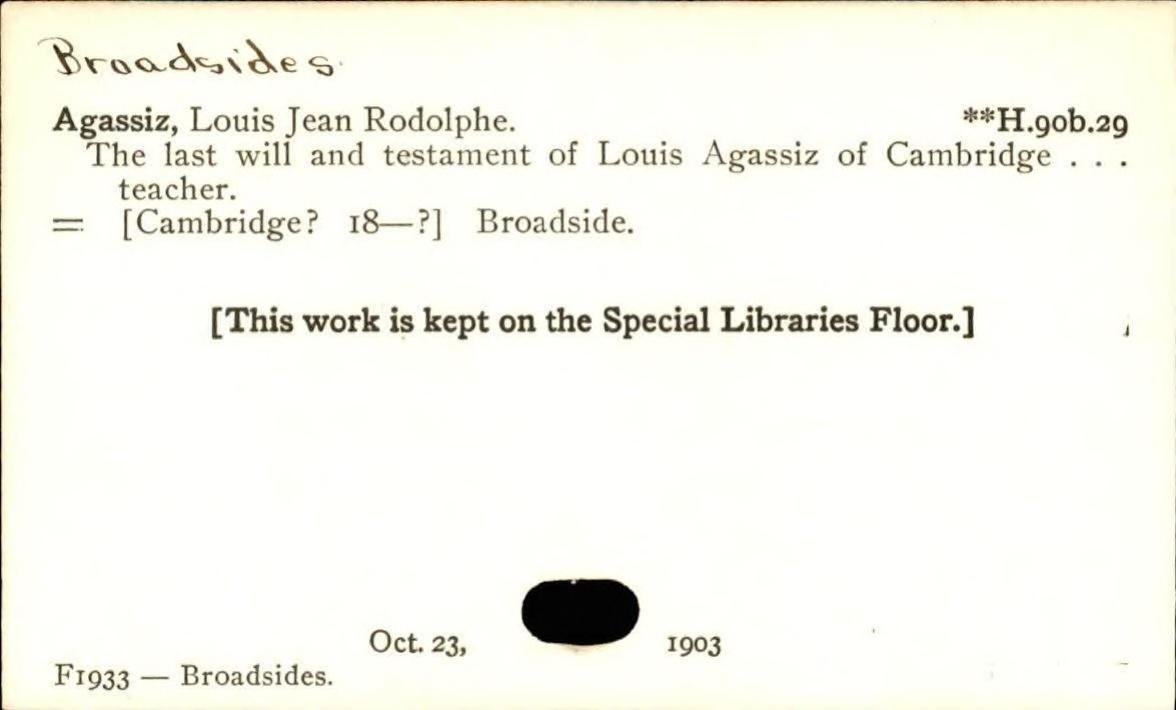 Broadsides.
Agassiz, Louis Jean Rodolphe. **H.90b.29
The last will and testament of Louis Agassiz of Cambridge . . .
teacher.
= [Cambridge? 18—?] Broadside.
[This work is kept on the Special Libraries Floor.]
Oct. 23, 1903
F1933 — Broadsides.